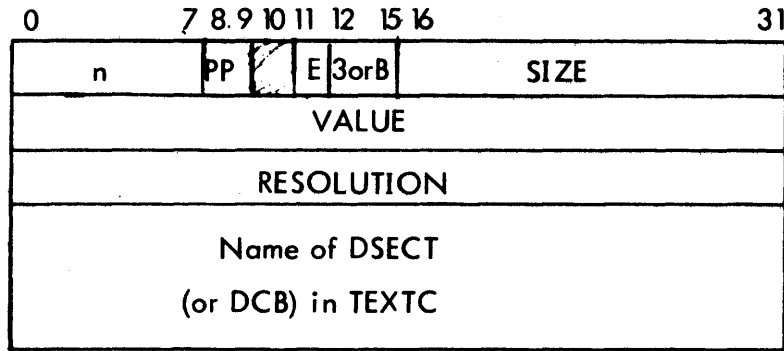 0 7 8 9 10 11 12 15 16 31
n PP E 3orB SIZE
VALUE
RESOLUTION
Name of DSECT
(or DCB) in TEXTC